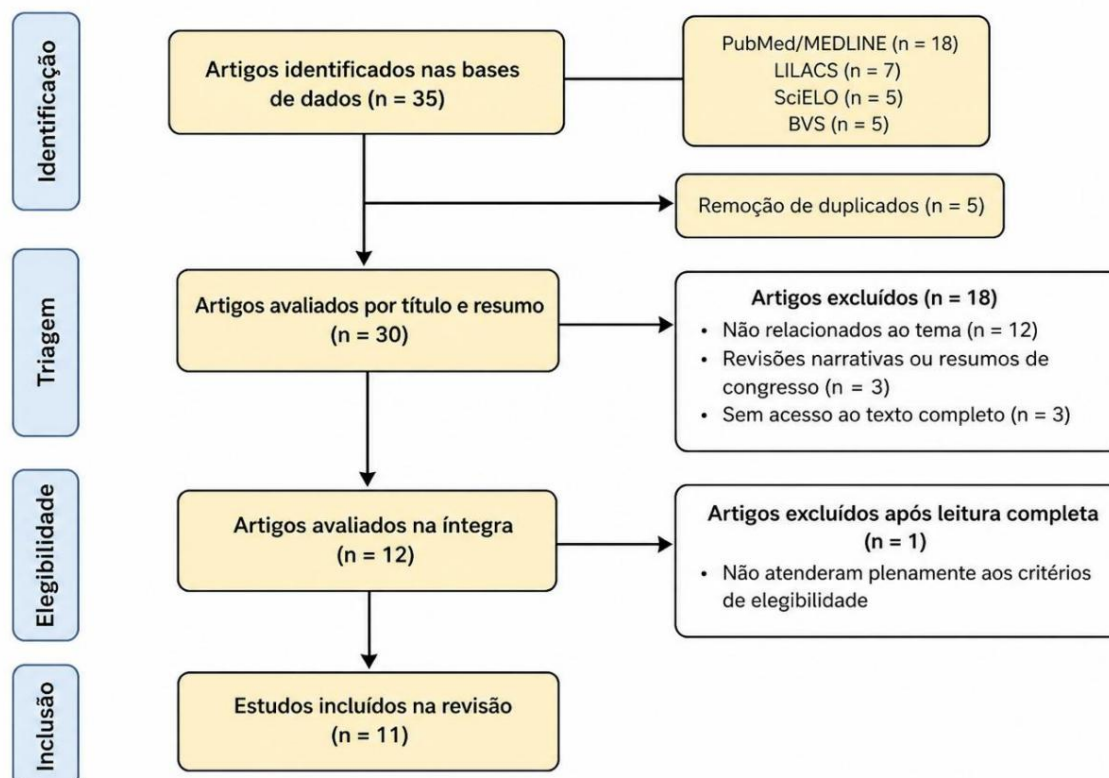 Identificação
Artigos identificados nas bases
de dados (n = 35)
PubMed/MEDLINE (n = 18)
LILACS (n = 7)
SciELO (n = 5)
BVS (n = 5)
Remoção de duplicados (n = 5)
Triagem
Artigos avaliados por título e resumo
(n = 30)
Artigos excluídos (n = 18)
• Não relacionados ao tema (n = 12)
• Revisões narrativas ou resumos de
congresso (n = 3)
• Sem acesso ao texto completo (n = 3)
Elegibilidade
Artigos avaliados na íntegra
(n = 12)
Artigos excluídos após leitura completa
(n = 1)
• Não atenderam plenamente aos critérios
de elegibilidade
Inclusão
Estudos incluídos na revisão
(n = 11)